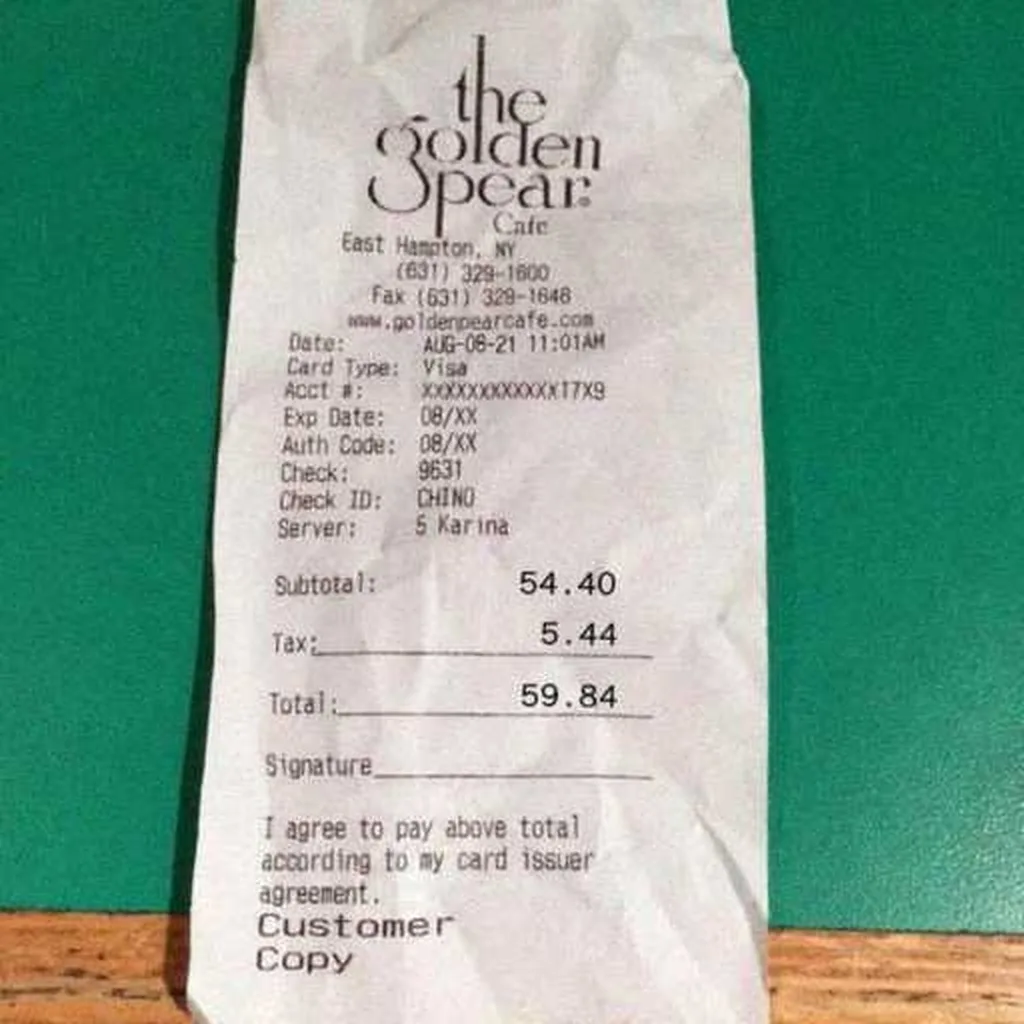 the
golden
pear
Cafe
East Hampton, NY
(631) 329-1600
Fax (631) 329-1648
www.goldenpearcafe.com
Date: AUG-08-21 11:01AM
Card Type: Visa
Acct #: XXXXXXXXXXXX17X9
Exp Date: 08/XX
Auth Code: 08/XX
Check: 9631
Check ID: CHINO
Server: 5 Karina
Subtotal: 54.40
Tax: 5.44
Total: 59.84
Signature
I agree to pay above total
according to my card issuer
agreement.
Customer
Copy